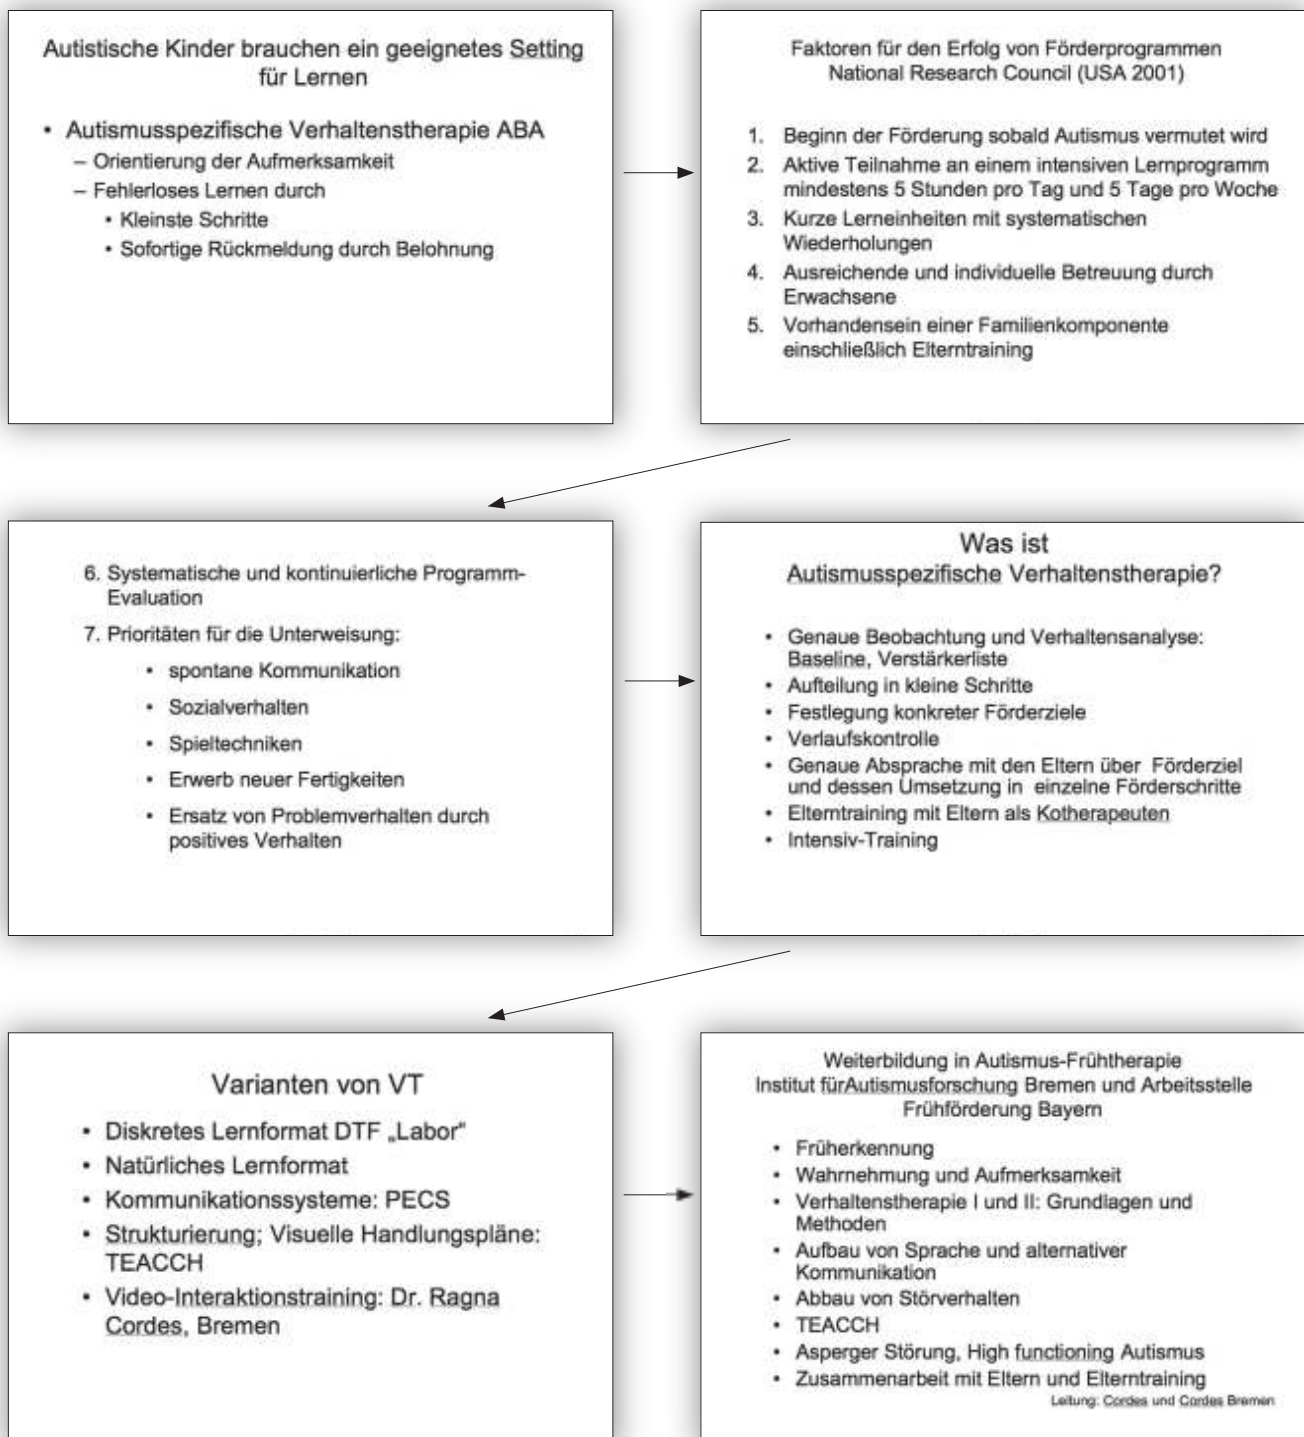 Autistische Kinder brauchen ein geeignetes Setting
für Lernen
• Autismusspezifische Verhaltenstherapie ABA
– Orientierung der Aufmerksamkeit
– Fehlerloses Lernen durch
• Kleinste Schritte
• Sofortige Rückmeldung durch Belohnung
Faktoren für den Erfolg von Förderprogrammen
National Research Council (USA 2001)
1. Beginn der Förderung sobald Autismus vermutet wird
2. Aktive Teilnahme an einem intensiven Lernprogramm
mindestens 5 Stunden pro Tag und 5 Tage pro Woche
3. Kurze Lerneinheiten mit systematischen
Wiederholungen
4. Ausreichende und individuelle Betreuung durch
Erwachsene
5. Vorhandensein einer Familienkomponente
einschließlich Elterntraining
6. Systematische und kontinuierliche Programm-
Evaluation
7. Prioritäten für die Unterweisung:
• spontane Kommunikation
• Sozialverhalten
• Spieltechniken
• Erwerb neuer Fertigkeiten
• Ersatz von Problemverhalten durch
positives Verhalten
Was ist
Autismusspezifische Verhaltenstherapie?
• Genaue Beobachtung und Verhaltensanalyse:
Baseline, Verstärkerliste
• Aufteilung in kleine Schritte
• Festlegung konkreter Förderziele
• Verlaufskontrolle
• Genaue Absprache mit den Eltern über Förderziel
und dessen Umsetzung in einzelne Förderschritte
• Elterntraining mit Eltern als Kotherapeuten
• Intensiv-Training
Varianten von VT
• Diskretes Lernformat DTF „Labor“
• Natürliches Lernformat
• Kommunikationssysteme: PECS
• Strukturierung; Visuelle Handlungspläne:
TEACCH
• Video-Interaktionstraining: Dr. Ragna
Cordes, Bremen
Weiterbildung in Autismus-Frühtherapie
Institut fürAutismusforschung Bremen und Arbeitsstelle
Frühförderung Bayern
• Früherkennung
• Wahrnehmung und Aufmerksamkeit
• Verhaltenstherapie I und II: Grundlagen und
Methoden
• Aufbau von Sprache und alternativer
Kommunikation
• Abbau von Störverhalten
• TEACCH
• Asperger Störung, High functioning Autismus
• Zusammenarbeit mit Eltern und Elterntraining
Leitung: Cordes und Cordes Bremen